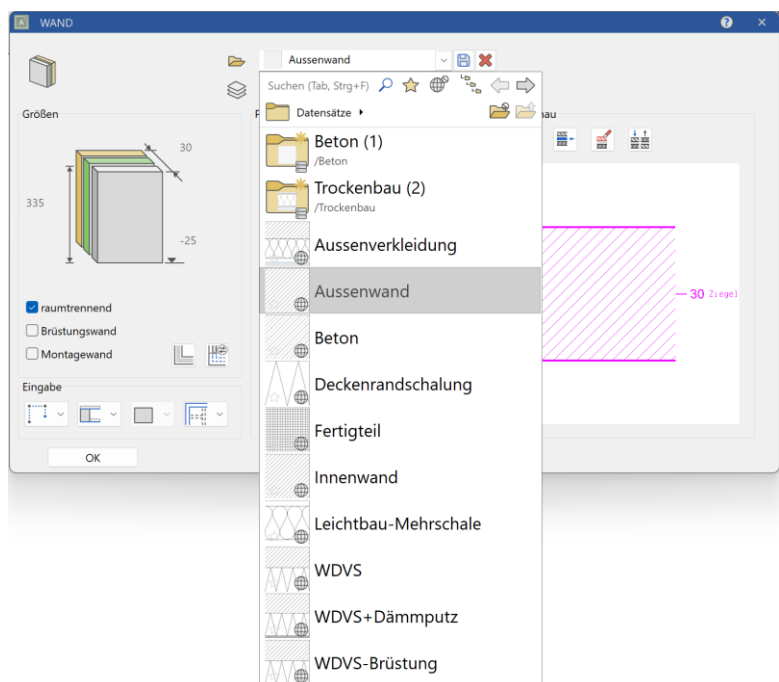 WAND
?
Aussenwand
Suchen (Tab, Strg+F)
Datensätze
Größen
30
335
-25
raumtrennend
Brüstungswand
Montagewand
Eingabe
OK
Beton (1)
/Beton
Trockenbau (2)
/Trockenbau
Aussenverkleidung
Aussenwand
Beton
Deckenrandschalung
Fertigteil
Innenwand
Leichtbau-Mehrschale
WDVS
WDVS+Dämmputz
WDVS-Brüstung
30 Ziegel